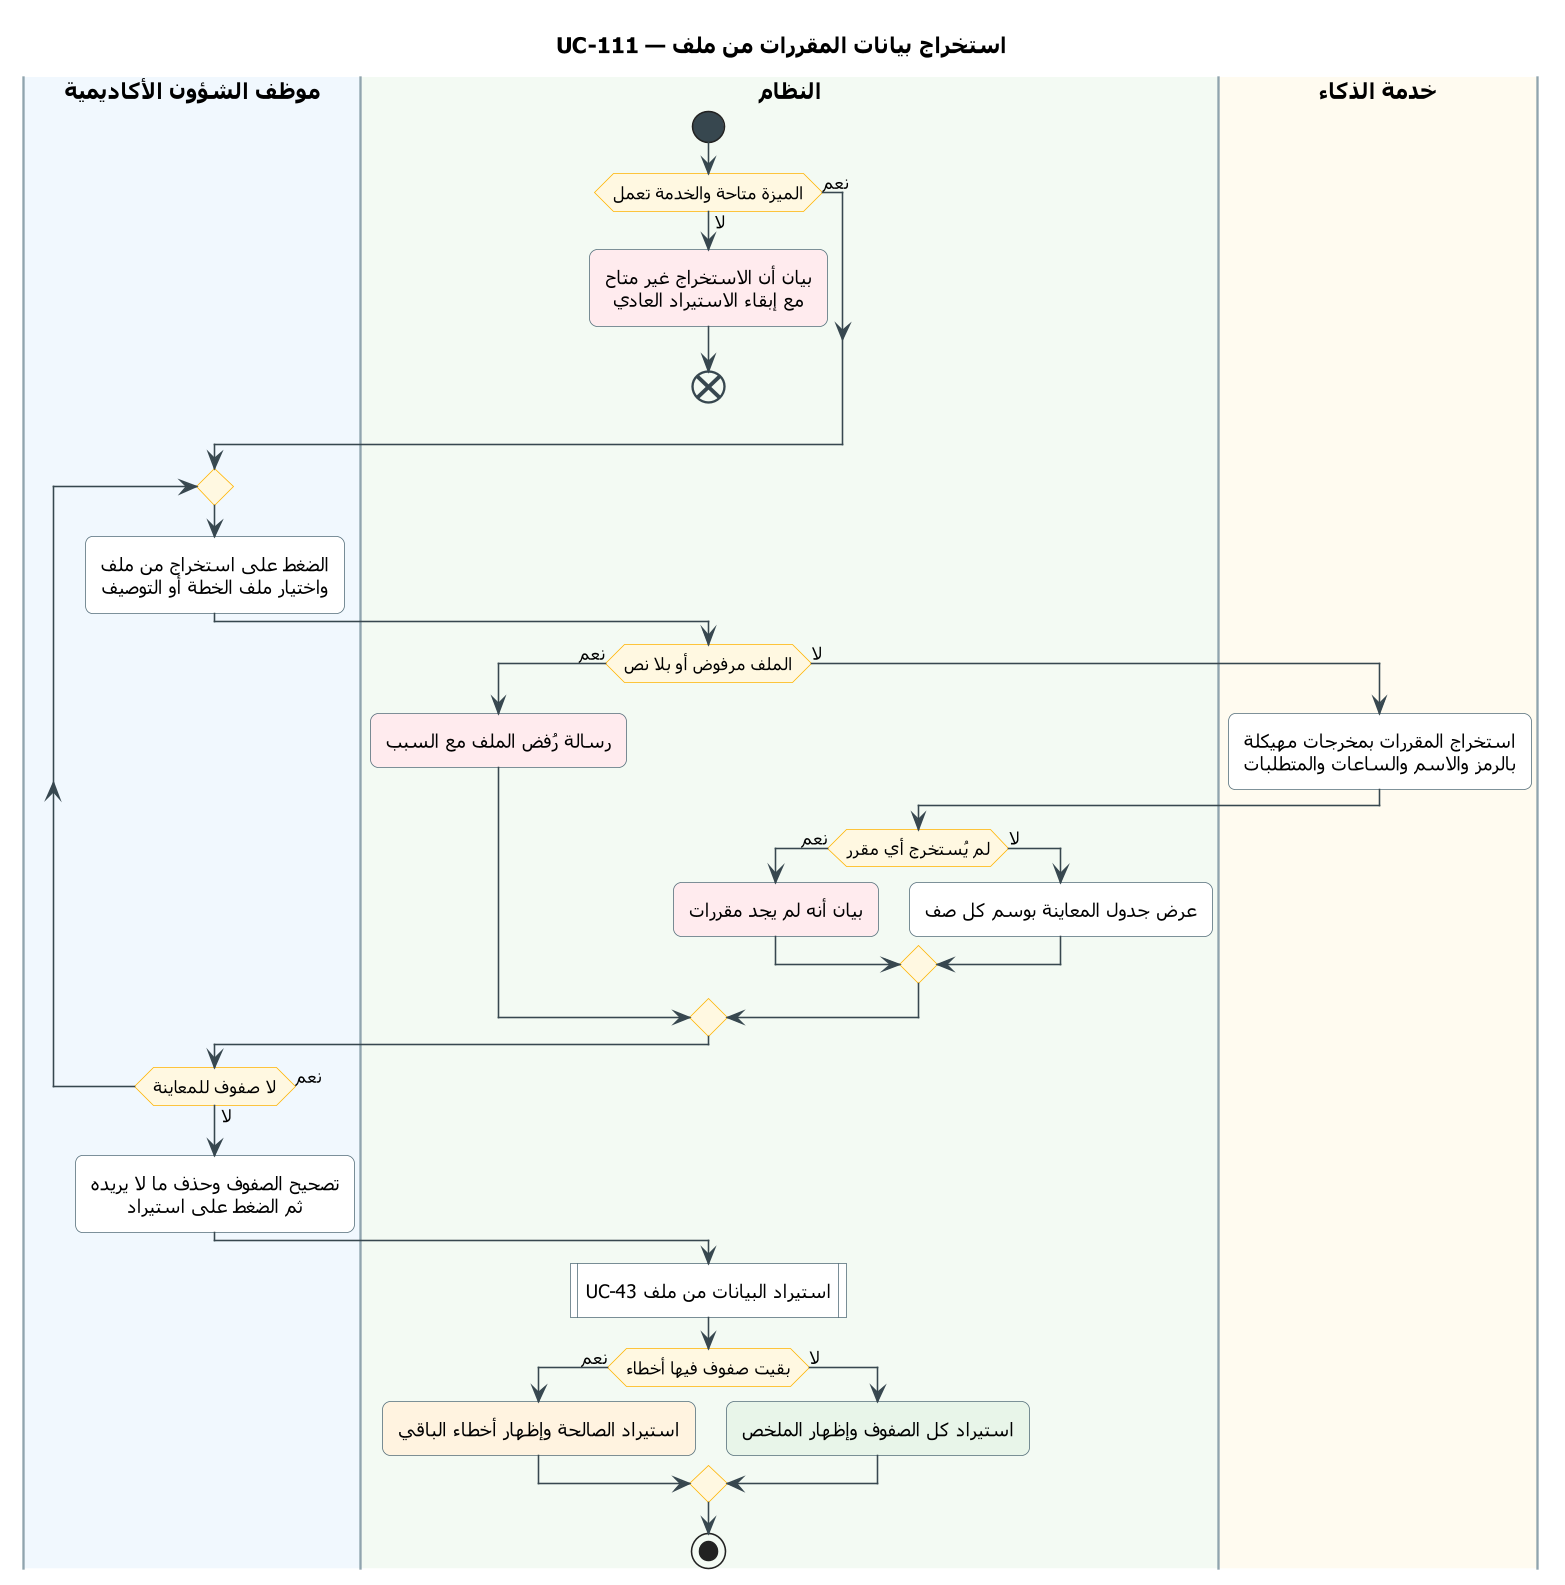 استخراج بيانات المقررات من ملف — UC-111
موظف الشؤون الأكاديمية
النظام
خدمة الذكاء
الميزة متاحة والخدمة تعمل
نعم
لا
بيان أن الاستخراج غير متاح
مع إبقاء الاستيراد العادي
الضغط على استخراج من ملف
واختيار ملف الخطة أو التوصيف
نعم
الملف مرفوض أو بلا نص
لا
رسالة رُفض الملف مع السبب
استخراج المقررات بمخرجات مهيكلة
بالرمز والاسم والساعات والمتطلبات
نعم
لم يُستخرج أي مقرر
لا
بيان أنه لم يجد مقررات
عرض جدول المعاينة بوسم كل صف
لا صفوف للمعاينة
نعم
لا
تصحيح الصفوف وحذف ما لا يريده
ثم الضغط على استيراد
استيراد البيانات من ملف UC-43
نعم
بقيت صفوف فيها أخطاء
لا
استيراد الصالحة وإظهار أخطاء الباقي
استيراد كل الصفوف وإظهار الملخص